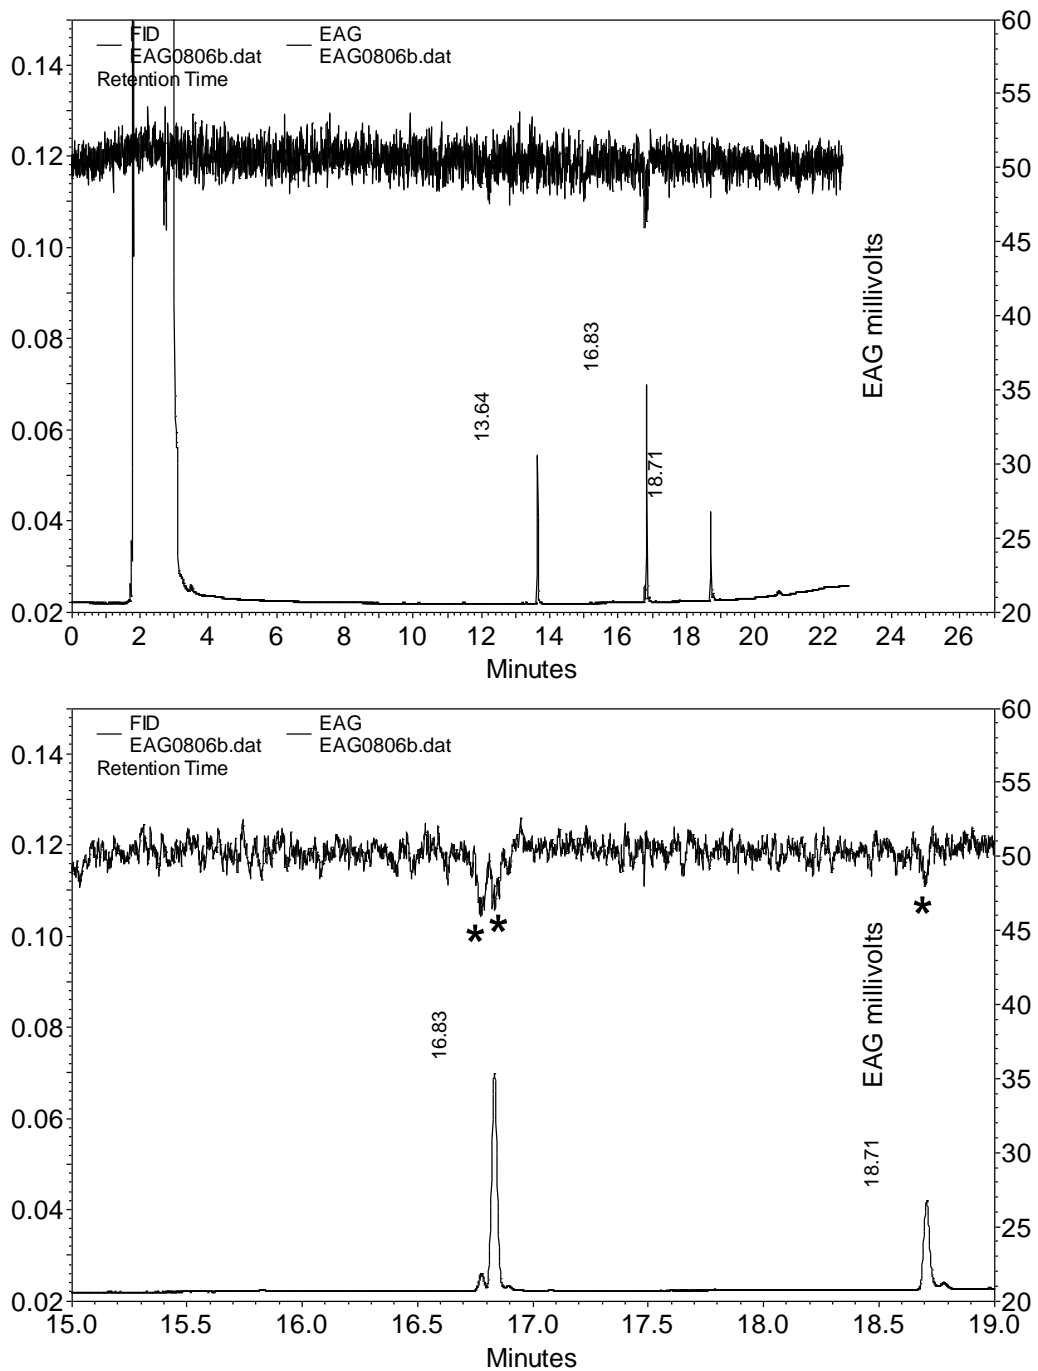 FID EAG
EAG0806b.dat EAG0806b.dat
Retention Time
60
0.14
55
0.12
50
0.10
45
EAG millivolts
40
0.08
16.83
35
13.64
0.06
30
18.71
0.04
25
0.02
20
0 2 4 6 8 10 12 14 16 18 20 22 24 26
Minutes
FID EAG
EAG0806b.dat EAG0806b.dat
Retention Time
60
0.14
55
0.12
50
* * *
0.10
45
EAG millivolts
40
0.08
16.83
35
0.06
30
18.71
0.04
25
0.02
20
15.0 15.5 16.0 16.5 17.0 17.5 18.0 18.5 19.0
Minutes